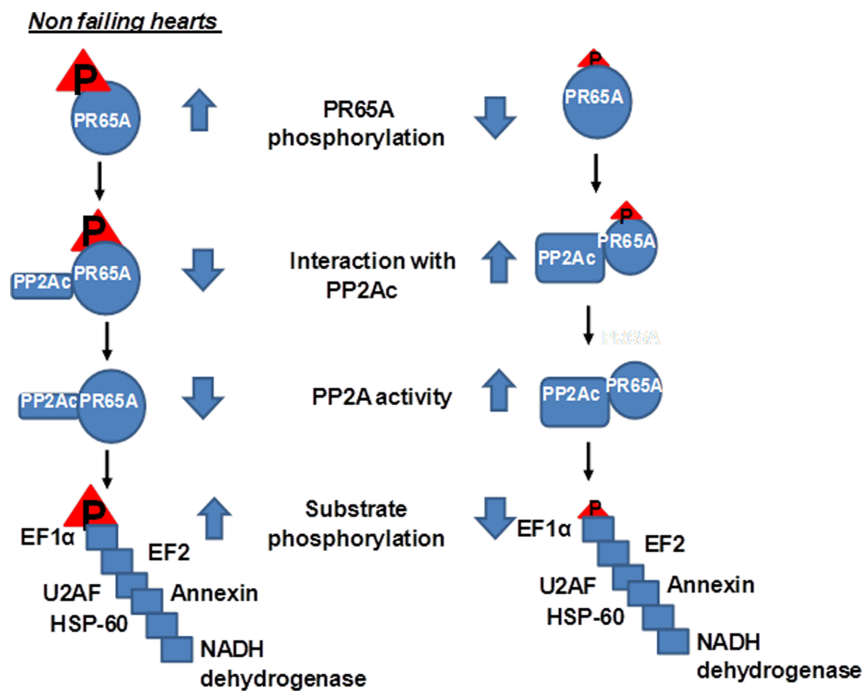 Non failing hearts
P
PR65A
PR65A
phosphorylation
P
PR65A
P
PP2Ac
PR65A
Interaction with
PP2Ac
P
PP2Ac
PR65A
PR65A
PP2Ac
PR65A
PP2A activity
PP2Ac
PR65A
P
EF1α
EF2
U2AF
Annexin
HSP-60
NADH
dehydrogenase
Substrate
phosphorylation
P
EF1α
EF2
U2AF
Annexin
HSP-60
NADH
dehydrogenase